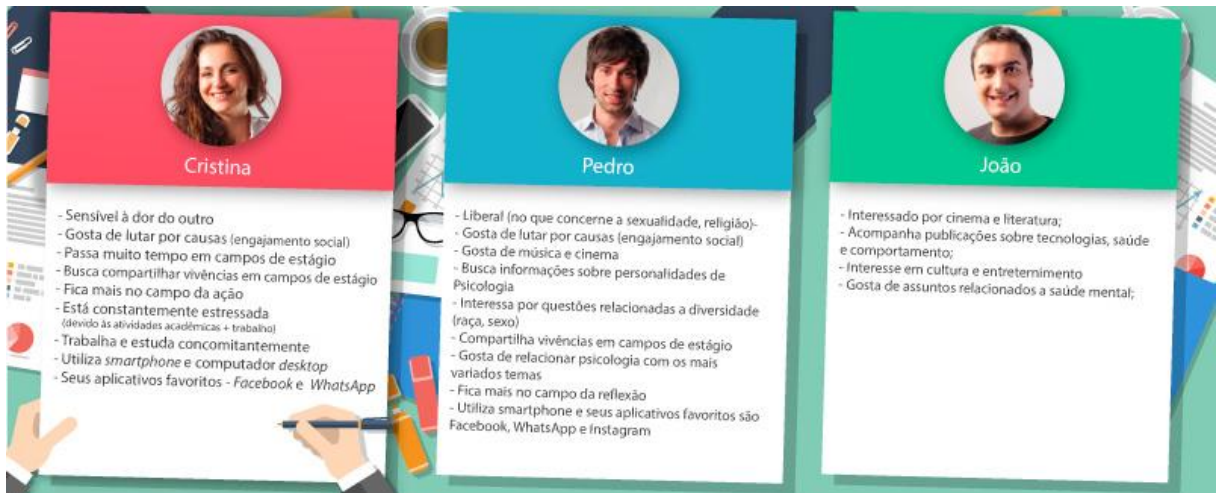 Cristina
- Sensível à dor do outro
- Gosta de lutar por causas (engajamento social)
- Passa muito tempo em campos de estágio
- Busca compartilhar vivências em campos de estágio
- Fica mais no campo da ação
- Está constantemente estressada
(devido às atividades acadêmicas + trabalho)
- Trabalha e estuda concomitantemente
- Utiliza smartphone e computador desktop
- Seus aplicativos favoritos - Facebook e WhatsApp
Pedro
- Liberal (no que concerne a sexualidade, religião)-
- Gosta de lutar por causas (engajamento social)
- Gosta de música e cinema
- Busca informações sobre personalidades de
Psicologia
- Interessa por questões relacionadas a diversidade
(raça, sexo)
- Compartilha vivências em campos de estágio
- Gosta de relacionar psicologia com os mais
variados temas
- Fica mais no campo da reflexão
- Utiliza smartphone e seus aplicativos favoritos são
Facebook, WhatsApp e Instagram
João
- Interessado por cinema e literatura;
- Acompanha publicações sobre tecnologias, saúde
e comportamento;
- Interesse em cultura e entreternimento
- Gosta de assuntos relacionados a saúde mental;